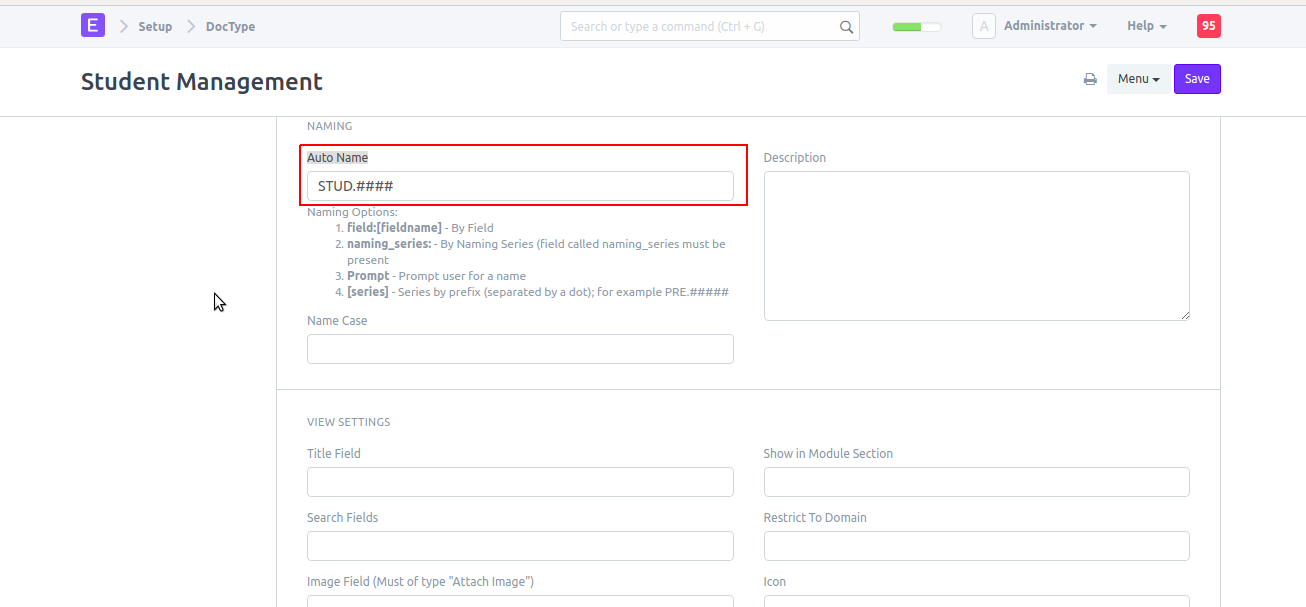 E Setup DocType Search or type a command (Ctrl + G) A Administrator Help 95
Student Management Menu Save
NAMING
Auto Name
STUD.####
Naming Options:
1. field:[fieldname] - By Field
2. naming_series: - By Naming Series (field called naming_series must be
present
3. Prompt - Prompt user for a name
4. [series] - Series by prefix (separated by a dot); for example PRE.#####
Name Case
Description
VIEW SETTINGS
Title Field
Show in Module Section
Search Fields
Restrict To Domain
Image Field (Must of type "Attach Image")
Icon